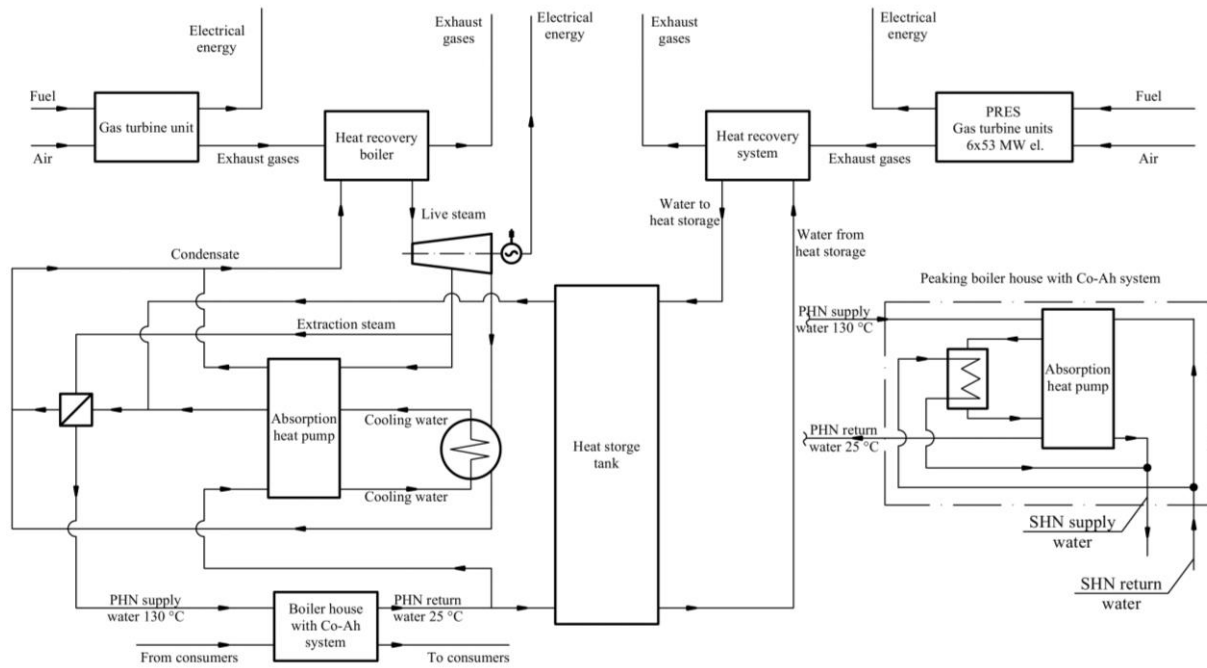 Electrical
energy
Exhaust
gases
Electrical
energy
Exhaust
gases
Electrical
energy
Fuel
Gas turbine unit
Air
Exhaust gases
Heat recovery
boiler
Heat recovery
system
Exhaust gases
PRES
Gas turbine units
6x53 MW el.
Fuel
Air
Live steam
Water to
heat storage
Water from
heat storage
Condensate
Extraction steam
Absorption
heat pump
Cooling water
Cooling water
Heat storge
tank
Peaking boiler house with Co-Ah system
PHN supply
water 130 °C
Absorption
heat pump
PHN return
water 25 °C
SHN supply
water
SHN return
water
PHN supply
water 130 °C
Boiler house
with Co-Ah
system
PHN return
water 25 °C
From consumers
To consumers